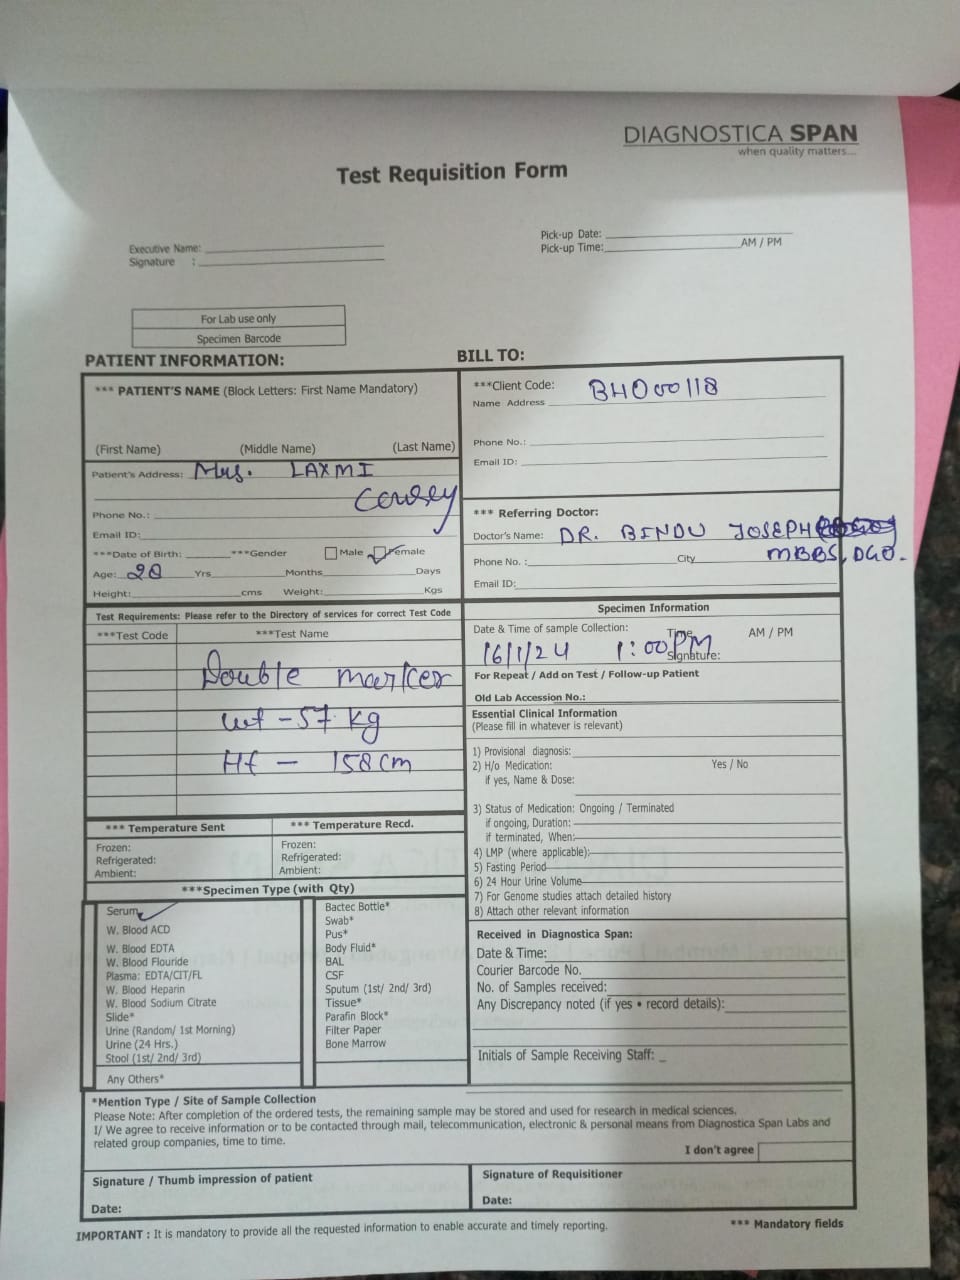 DIAGNOSTICA SPAN
when quality matters...
Test Requisition Form
Executive Name:
Signature :
Pick-up Date:
Pick-up Time: AM / PM
For Lab use only
Specimen Barcode
PATIENT INFORMATION:
*** PATIENT'S NAME (Block Letters: First Name Mandatory)
(First Name) (Middle Name) (Last Name)
Patient's Address: Mrs. LAXMI
Phone No.:
Email ID:
***Date of Birth: ***Gender Male Female
Age: 28 Yrs Months Days
Height: cms Weight: Kgs
BILL TO:
***Client Code: BHO00118
Name Address
Phone No.:
Email ID:
*** Referring Doctor:
Doctor's Name: DR. BINDU JOSEPH
MBBS, DGO.
Phone No. : City
Email ID:
Test Requirements: Please refer to the Directory of services for correct Test Code
***Test Code ***Test Name
Double marker
wt - 57 kg
Ht - 158 cm
Specimen Information
Date & Time of sample Collection: Time AM / PM
16/1/24 1:00 PM
Signature:
For Repeat / Add on Test / Follow-up Patient
Old Lab Accession No.:
Essential Clinical Information
(Please fill in whatever is relevant)
1) Provisional diagnosis:
2) H/o Medication: Yes / No
if yes, Name & Dose:
3) Status of Medication: Ongoing / Terminated
if ongoing, Duration:
if terminated, When:
4) LMP (where applicable):
5) Fasting Period
6) 24 Hour Urine Volume
7) For Genome studies attach detailed history
8) Attach other relevant information
*** Temperature Sent
Frozen:
Refrigerated:
Ambient:
*** Temperature Recd.
Frozen:
Refrigerated:
Ambient:
***Specimen Type (with Qty)
Serum
W. Blood ACD
W. Blood EDTA
W. Blood Flouride
Plasma: EDTA/CIT/FL
W. Blood Heparin
W. Blood Sodium Citrate
Slide*
Urine (Random/ 1st Morning)
Urine (24 Hrs.)
Stool (1st/ 2nd/ 3rd)
Any Others*
Bactec Bottle*
Swab*
Pus*
Body Fluid*
BAL
CSF
Sputum (1st/ 2nd/ 3rd)
Tissue*
Parafin Block*
Filter Paper
Bone Marrow
Received in Diagnostica Span:
Date & Time:
Courier Barcode No.
No. of Samples received:
Any Discrepancy noted (if yes • record details):
Initials of Sample Receiving Staff:
*Mention Type / Site of Sample Collection
Please Note: After completion of the ordered tests, the remaining sample may be stored and used for research in medical sciences.
I/ We agree to receive information or to be contacted through mail, telecommunication, electronic & personal means from Diagnostica Span Labs and
related group companies, time to time.
I don't agree
Signature / Thumb impression of patient
Date:
Signature of Requisitioner
Date:
IMPORTANT : It is mandatory to provide all the requested information to enable accurate and timely reporting.
*** Mandatory fields